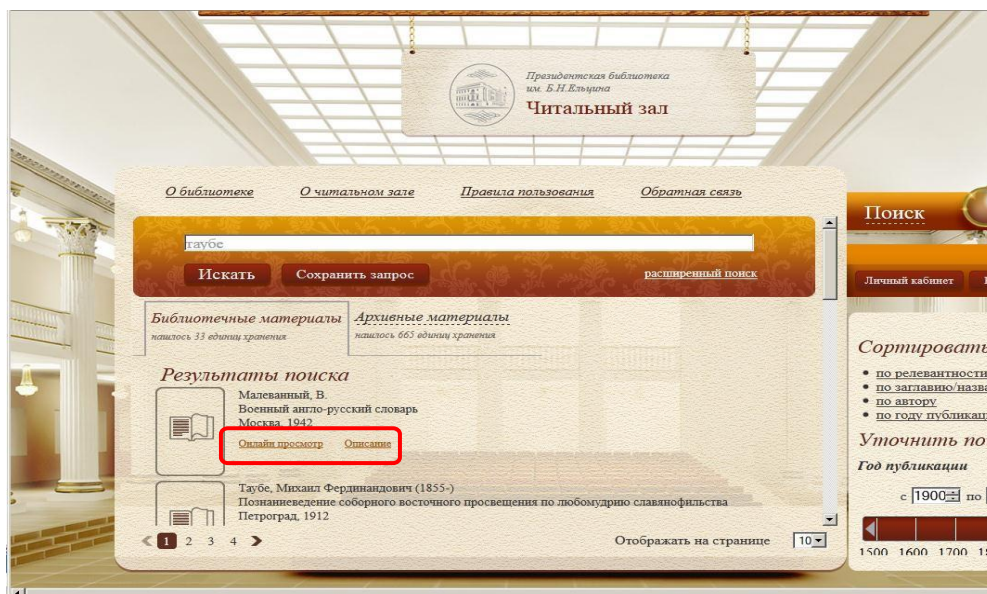 Президентская библиотека
им. Б.Н.Ельцина
Читальный зал
О библиотеке О читальном зале Правила пользования Обратная связь
таубе
Искать Сохранить запрос расширенный поиск
Библиотечные материалы
нашлось 33 единиц хранения
Архивные материалы
нашлось 665 единиц хранения
Результаты поиска
Малеванный, В.
Военный англо-русский словарь
Москва, 1942
Онлайн просмотр Описание
Таубе, Михаил Фердинандович (1855-)
Познаниеведение соборного восточного просвещения по любомудрию славянофильства
Петроград, 1912
1 2 3 4
Отображать на странице 10
Поиск
Личный кабинет
Сортировать
по релевантности
по заглавию/назва
по автору
по году публикац
Уточнить по
Год публикации
с 1900 по
1500 1600 1700 18